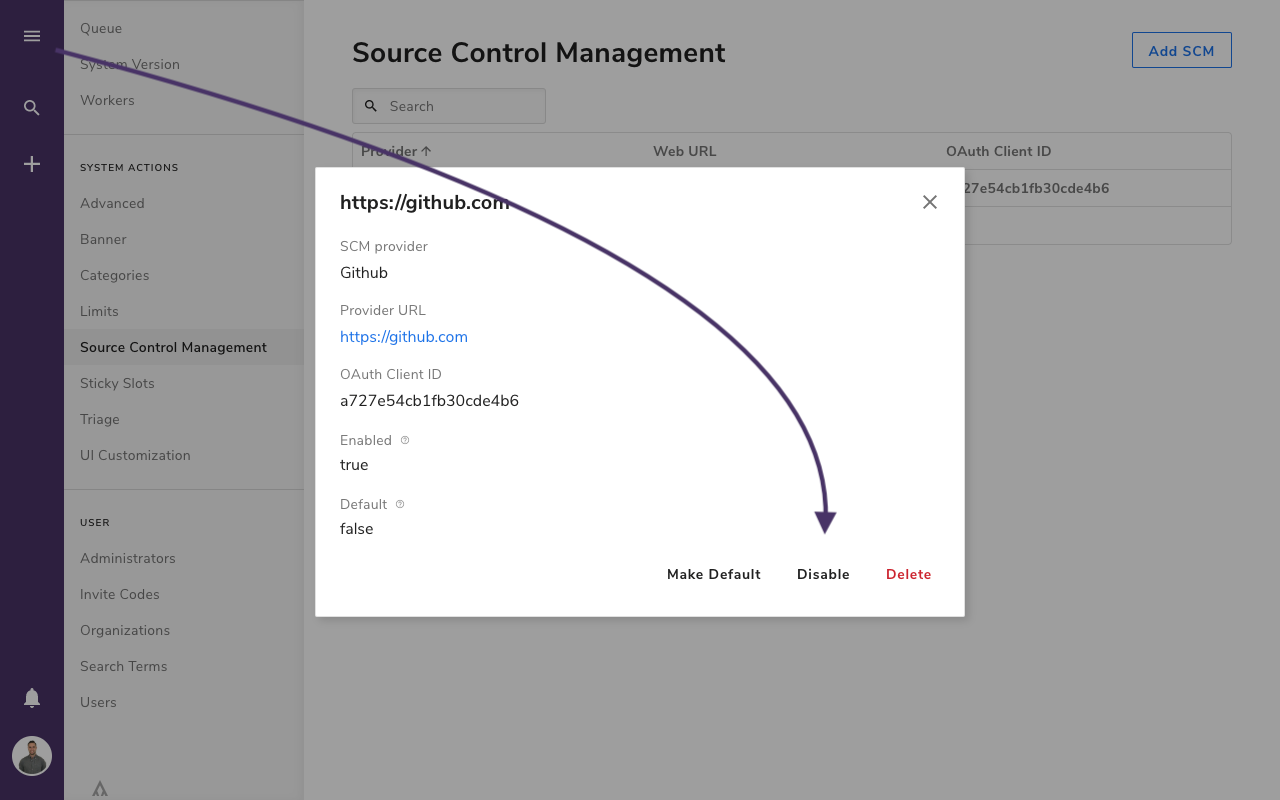 Queue
System Version
Workers
SYSTEM ACTIONS
Advanced
Banner
Categories
Limits
Source Control Management
Sticky Slots
Triage
UI Customization
USER
Administrators
Invite Codes
Organizations
Search Terms
Users
Source Control Management
Add SCM
Search
Provider Web URL OAuth Client ID
27e54cb1fb30cde4b6
https://github.com
SCM provider
Github
Provider URL
https://github.com
OAuth Client ID
a727e54cb1fb30cde4b6
Enabled
true
Default
false
Make Default Disable Delete